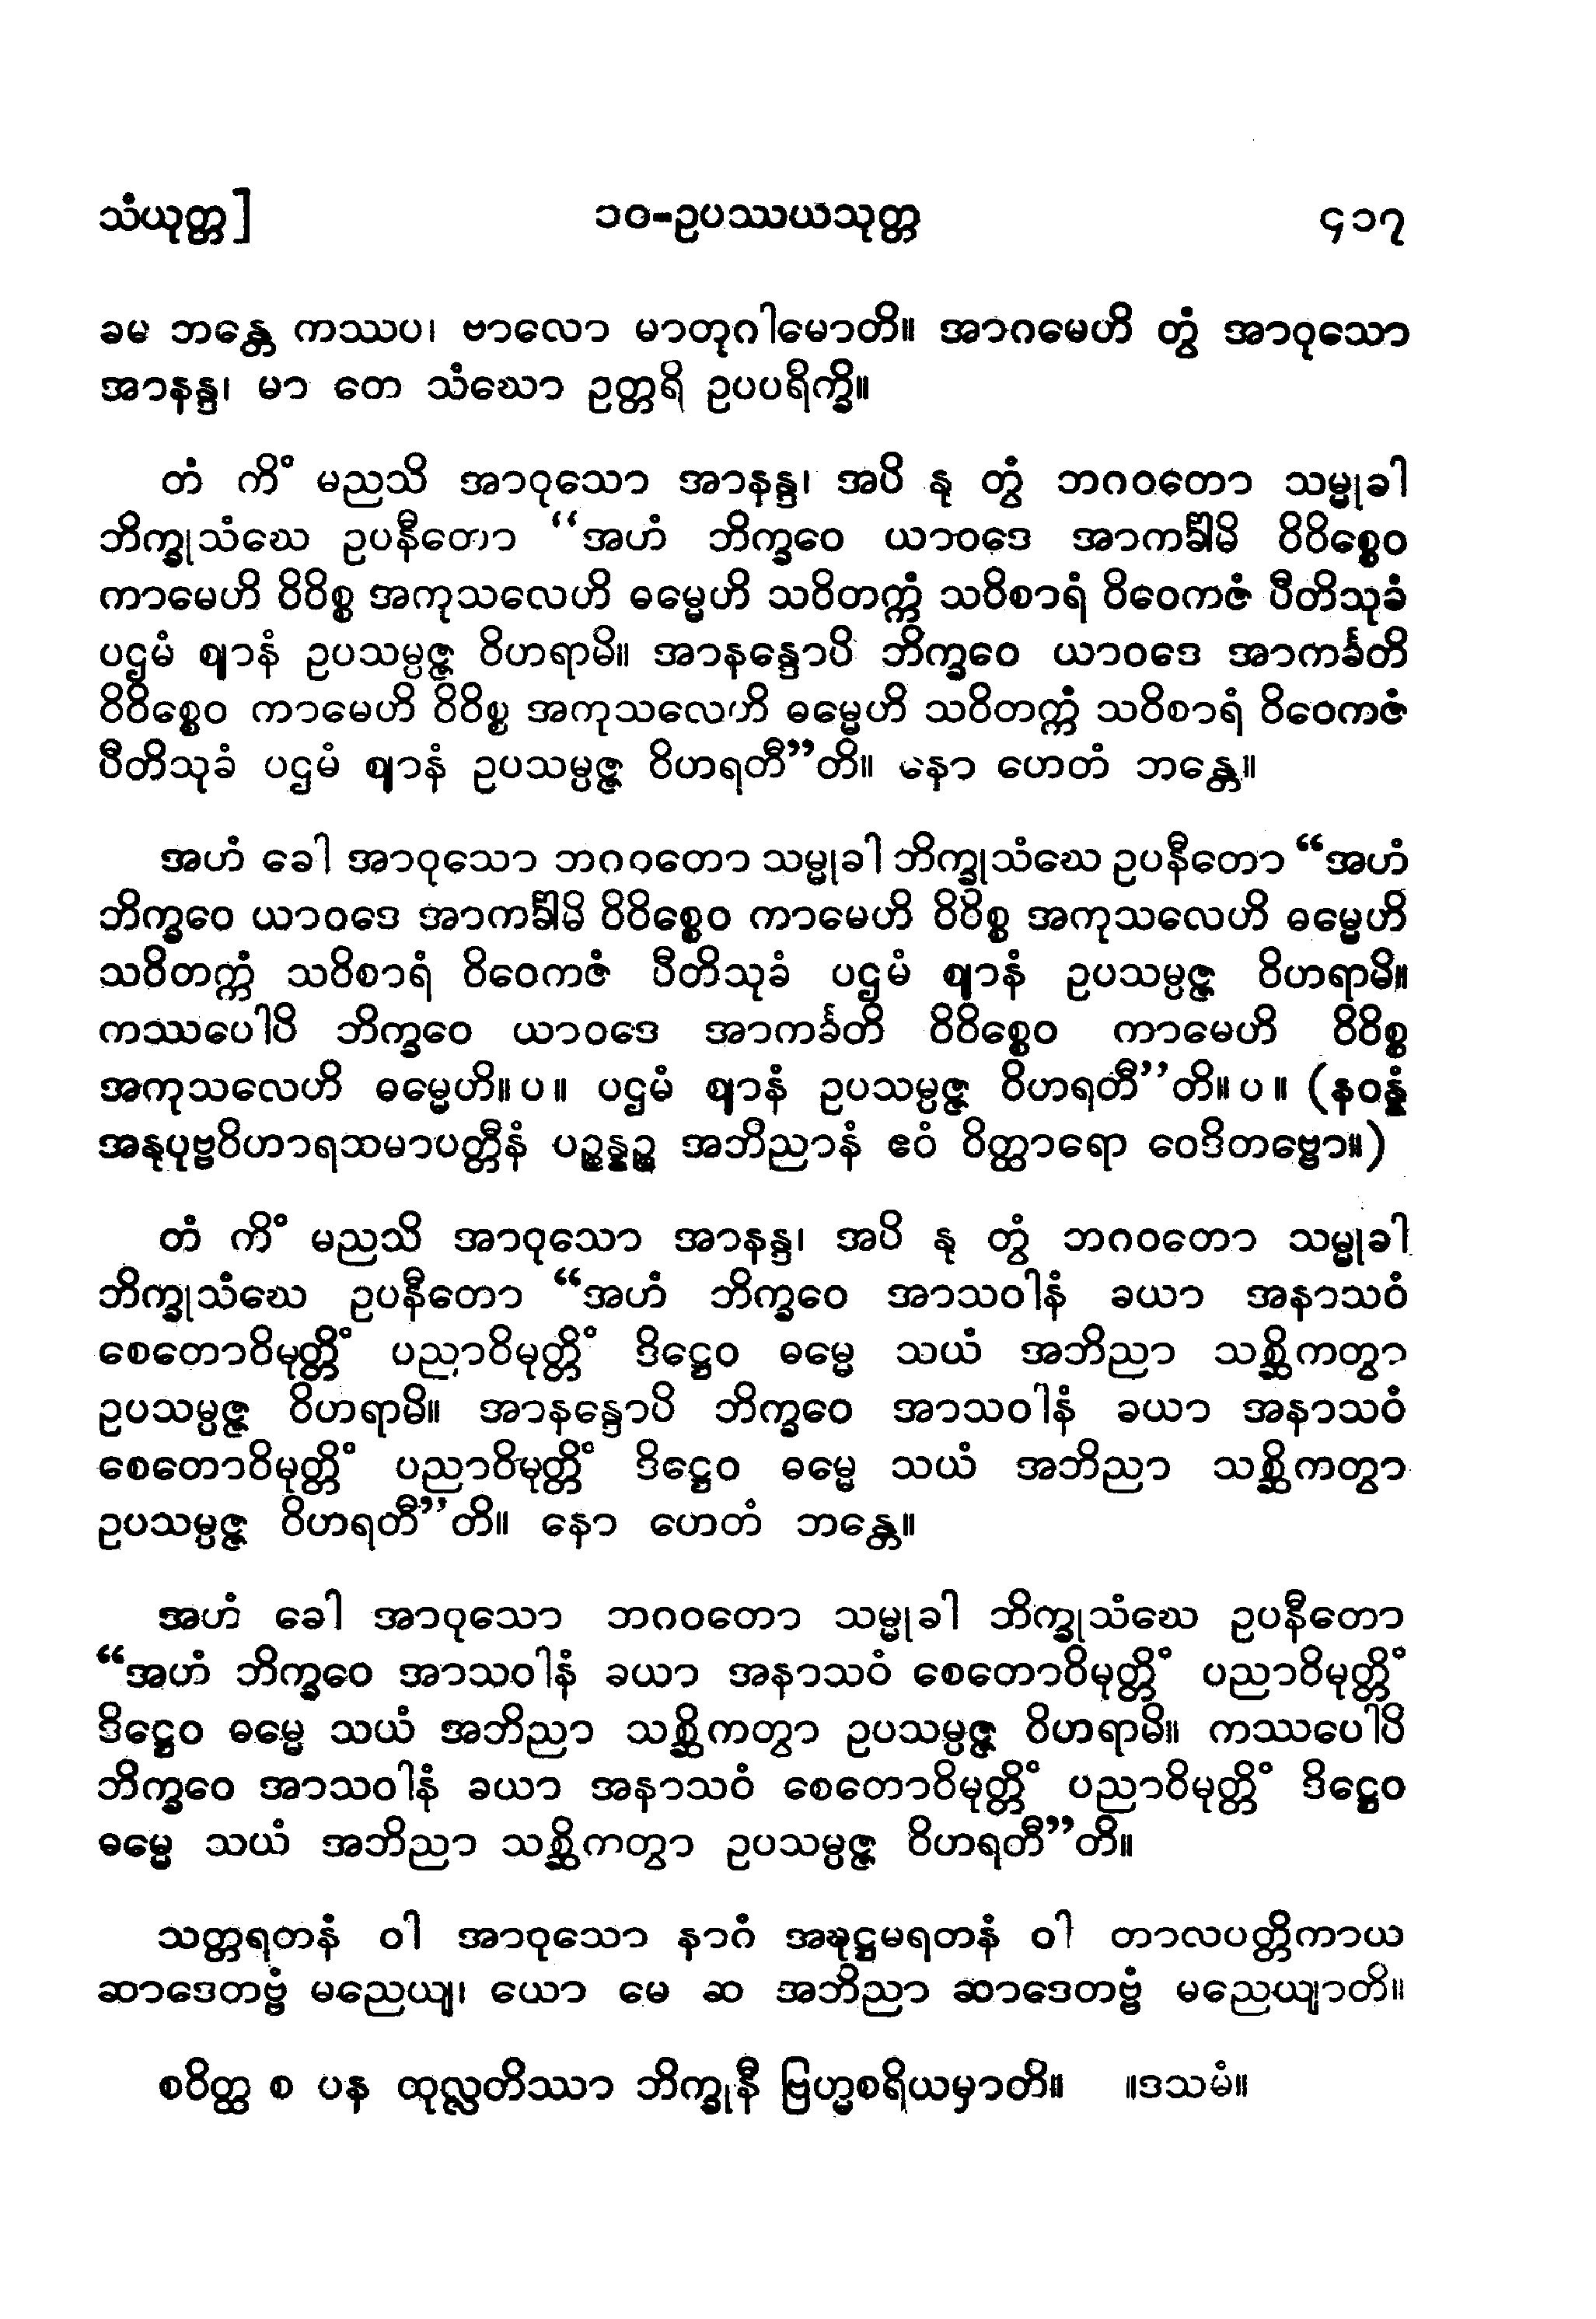 သံယုတ္တ] ၁၀-ဥပဿယသုတ္တ ၄၁၇
ခမ ဘန္တေ ကဿပ၊ ဗာလော မာတုဂါမောတိ။ အာဂမေဟိ တွံ အာဝုသော
အာနန္ဒ၊ မာ တေ သံဃော ဥတ္တရိ ဥပပရိက္ခိ။
တံ ကိံ မညသိ အာဝုသော အာနန္ဒ၊ အပိ နု တွံ ဘဂဝတော သမ္မုခါ
ဘိက္ခုသံဃေ ဥပနီတော “အဟံ ဘိက္ခဝေ ယာဝဒေ အာကင်္ခါမိ ဝိဝိစ္စေဝ
ကာမေဟိ ဝိဝိစ္စ အကုသလေဟိ ဓမ္မေဟိ သဝိတက္ကံ သဝိစာရံ ဝိဝေကဇံ ပီတိသုခံ
ပဌမံ ဈာနံ ဥပသမ္ပဇ္ဇ ဝိဟရာမိ။ အာနန္ဒောပိ ဘိက္ခဝေ ယာဝဒေ အာကင်္ခတိ
ဝိဝိစ္စေဝ ကာမေဟိ ဝိဝိစ္စ အကုသလေဟိ ဓမ္မေဟိ သဝိတက္ကံ သဝိစာရံ ဝိဝေကဇံ
ပီတိသုခံ ပဌမံ ဈာနံ ဥပသမ္ပဇ္ဇ ဝိဟရတီ”တိ။ နော ဟေတံ ဘန္တေ။
အဟံ ခေါ အာဝုသော ဘဂဝတော သမ္မုခါ ဘိက္ခုသံဃေ ဥပနီတော “အဟံ
ဘိက္ခဝေ ယာဝဒေ အာကင်္ခါမိ ဝိဝိစ္စေဝ ကာမေဟိ ဝိဝိစ္စ အကုသလေဟိ ဓမ္မေဟိ
သဝိတက္ကံ သဝိစာရံ ဝိဝေကဇံ ပီတိသုခံ ပဌမံ ဈာနံ ဥပသမ္ပဇ္ဇ ဝိဟရာမိ။
ကဿပေါပိ ဘိက္ခဝေ ယာဝဒေ အာကင်္ခတိ ဝိဝိစ္စေဝ ကာမေဟိ ဝိဝိစ္စ
အကုသလေဟိ ဓမ္မေဟိ။ပ။ ပဌမံ ဈာနံ ဥပသမ္ပဇ္ဇ ဝိဟရတီ”တိ။ပ။ (နဝန္နံ
အနုပုဗ္ဗဝိဟာရသမာပတ္တီနံ ပဉ္စန္နဉ္စ အဘိညာနံ ဧဝံ ဝိတ္ထာရော ဝေဒိတဗ္ဗော။)
တံ ကိံ မညသိ အာဝုသော အာနန္ဒ၊ အပိ နု တွံ ဘဂဝတော သမ္မုခါ
ဘိက္ခုသံဃေ ဥပနီတော “အဟံ ဘိက္ခဝေ အာသဝါနံ ခယာ အနာသဝံ
စေတောဝိမုတ္တိံ ပညာဝိမုတ္တိံ ဒိဋ္ဌေဝ ဓမ္မေ သယံ အဘိညာ သစ္ဆိကတွာ
ဥပသမ္ပဇ္ဇ ဝိဟရာမိ။ အာနန္ဒောပိ ဘိက္ခဝေ အာသဝါနံ ခယာ အနာသဝံ
စေတောဝိမုတ္တိံ ပညာဝိမုတ္တိံ ဒိဋ္ဌေဝ ဓမ္မေ သယံ အဘိညာ သစ္ဆိကတွာ
ဥပသမ္ပဇ္ဇ ဝိဟရတီ”တိ။ နော ဟေတံ ဘန္တေ။
အဟံ ခေါ အာဝုသော ဘဂဝတော သမ္မုခါ ဘိက္ခုသံဃေ ဥပနီတော
“အဟံ ဘိက္ခဝေ အာသဝါနံ ခယာ အနာသဝံ စေတောဝိမုတ္တိံ ပညာဝိမုတ္တိံ
ဒိဋ္ဌေဝ ဓမ္မေ သယံ အဘိညာ သစ္ဆိကတွာ ဥပသမ္ပဇ္ဇ ဝိဟရာမိ။ ကဿပေါပိ
ဘိက္ခဝေ အာသဝါနံ ခယာ အနာသဝံ စေတောဝိမုတ္တိံ ပညာဝိမုတ္တိံ ဒိဋ္ဌေဝ
ဓမ္မေ သယံ အဘိညာ သစ္ဆိကတွာ ဥပသမ္ပဇ္ဇ ဝိဟရတီ”တိ။
သတ္တရတနံ ဝါ အာဝုသော နာဂံ အဍ္ဎဋ္ဌမရတနံ ဝါ တာလပတ္တိကာယ
ဆာဒေတဗ္ဗံ မညေယျ၊ ယော မေ ဆ အဘိညာ ဆာဒေတဗ္ဗံ မညေယျာတိ။
စဝိတ္ထ စ ပန ထုလ္လတိဿာ ဘိက္ခုနီ ဗြဟ္မစရိယမှာတိ။ ။ဒသမံ။